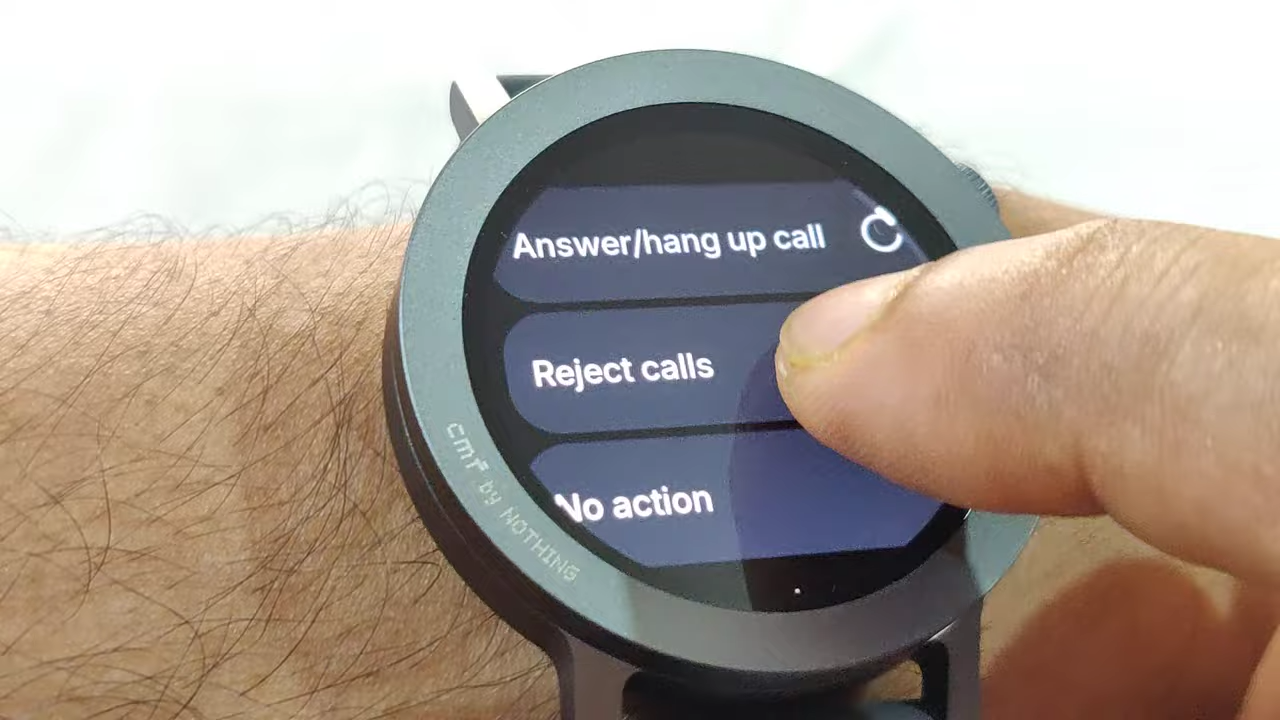 Answer/hang up call
Reject calls
No action
cmf by NOTHING